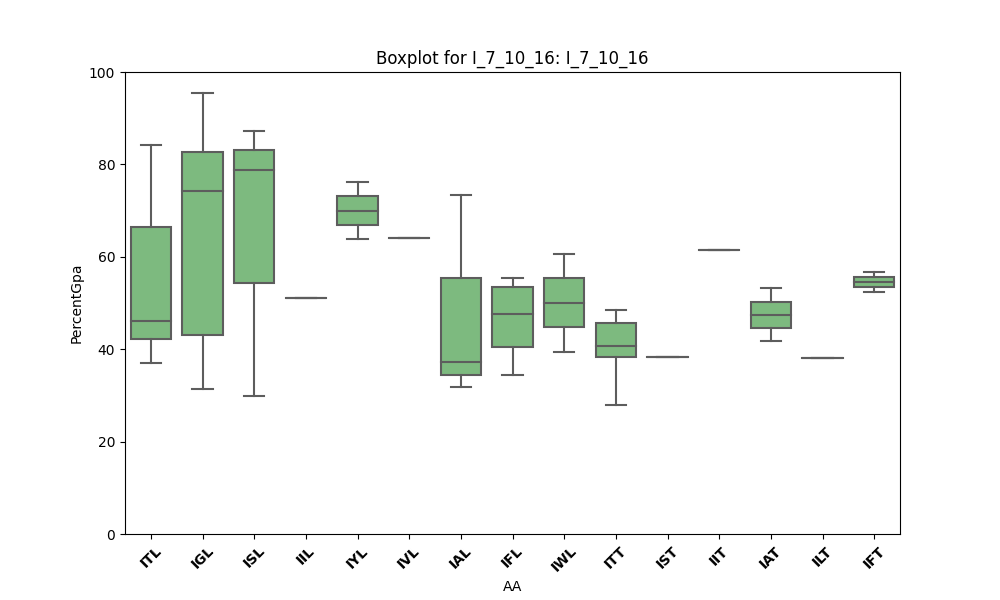 Boxplot for I_7_10_16: I_7_10_16
100
80
60
40
20
0
PercentGpa
ITL IGL ISL IIL IYL IVL IAL IFL IWL ITT IST IIT IAT ILT IFT
AA